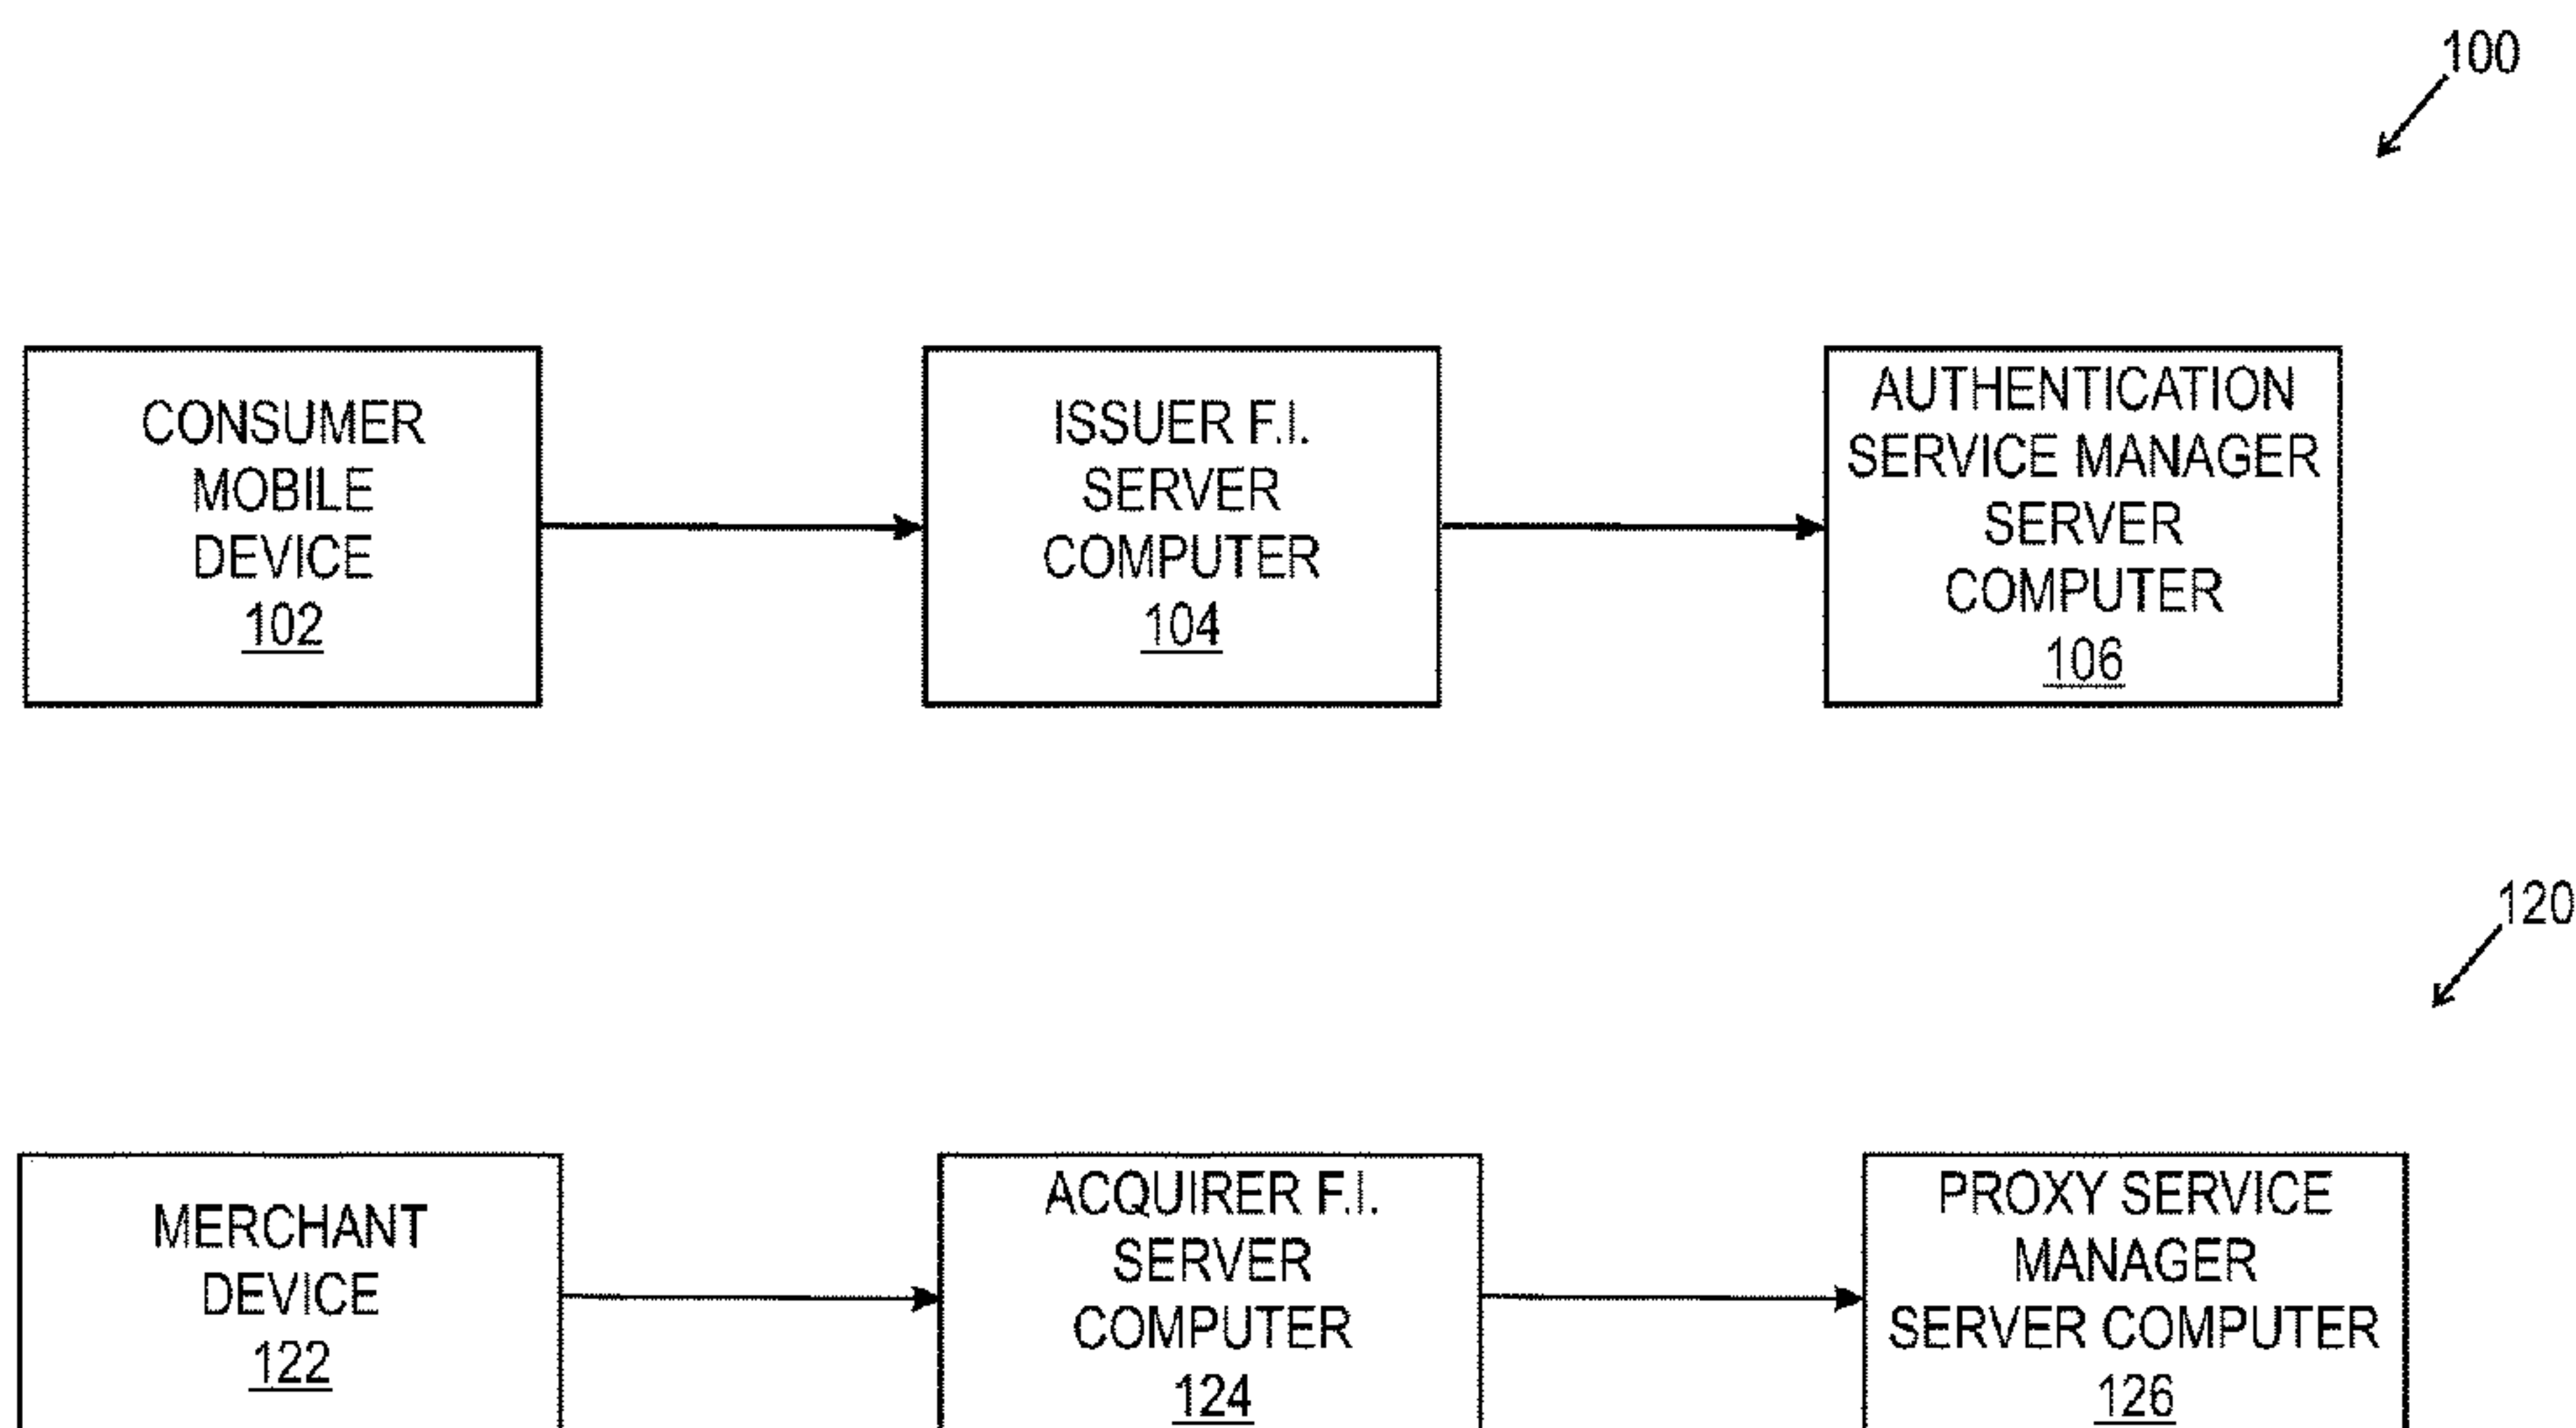 100
CONSUMER
MOBILE
DEVICE
102
ISSUER F.I.
SERVER
COMPUTER
104
AUTHENTICATION
SERVICE MANAGER
SERVER
COMPUTER
106
120
MERCHANT
DEVICE
122
ACQUIRER F.I.
SERVER
COMPUTER
124
PROXY SERVICE
MANAGER
SERVER COMPUTER
126